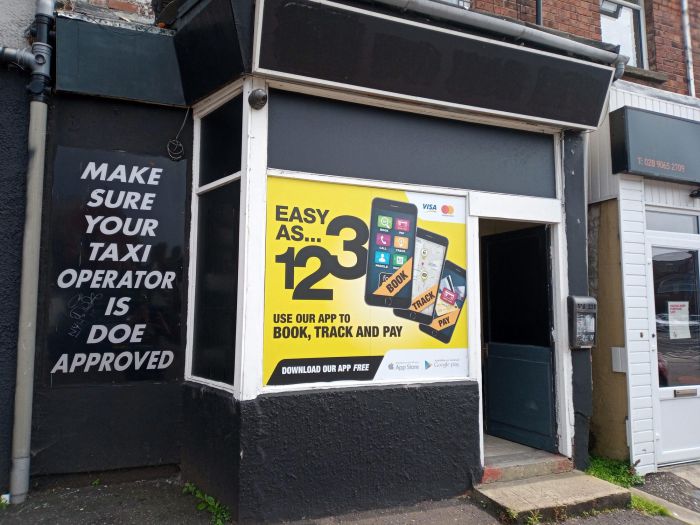 MAKE
SURE
YOUR
TAXI
OPERATOR
IS
DOE
APPROVED
EASY
AS...
123
VISA
mastercard
BOOK
TRACK
PAY
USE OUR APP TO
BOOK, TRACK AND PAY
DOWNLOAD OUR APP FREE
App Store
Google play
T: 028 9065 2709